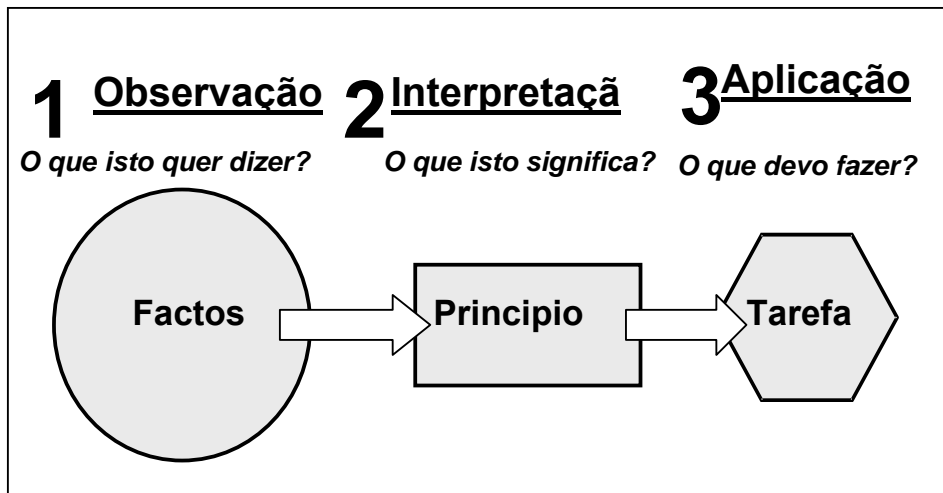 1 Observação
O que isto quer dizer?
Factos
2 Interpretaçã
O que isto significa?
Principio
3 Aplicação
O que devo fazer?
Tarefa